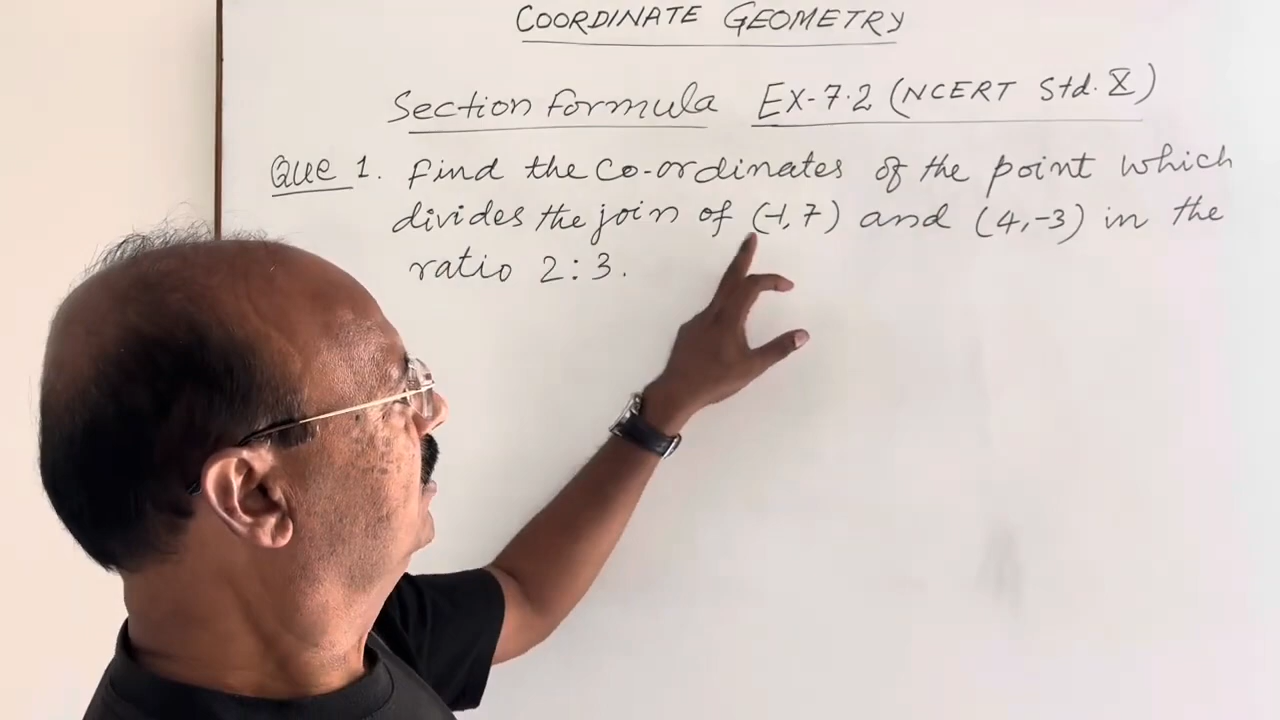 COORDINATE GEOMETRY
Section Formula EX-7.2 (NCERT Std. X)
Que 1. Find the Co-ordinates of the point which
divides the join of (-1,7) and (4,-3) in the
ratio 2:3.